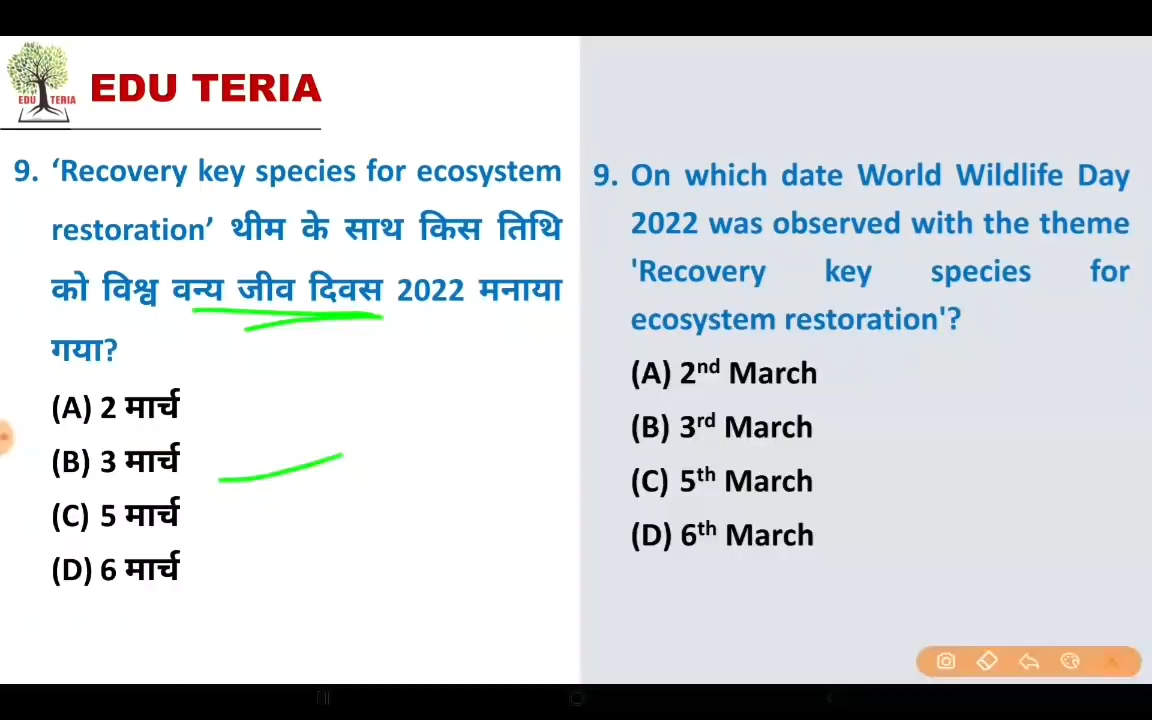 EDU TERIA
EDU TERIA
9. ‘Recovery key species for ecosystem
restoration’ थीम के साथ किस तिथि
को विश्व वन्य जीव दिवस 2022 मनाया
गया?
(A) 2 मार्च
(B) 3 मार्च
(C) 5 मार्च
(D) 6 मार्च
9. On which date World Wildlife Day
2022 was observed with the theme
'Recovery key species for
ecosystem restoration'?
(A) 2nd March
(B) 3rd March
(C) 5th March
(D) 6th March